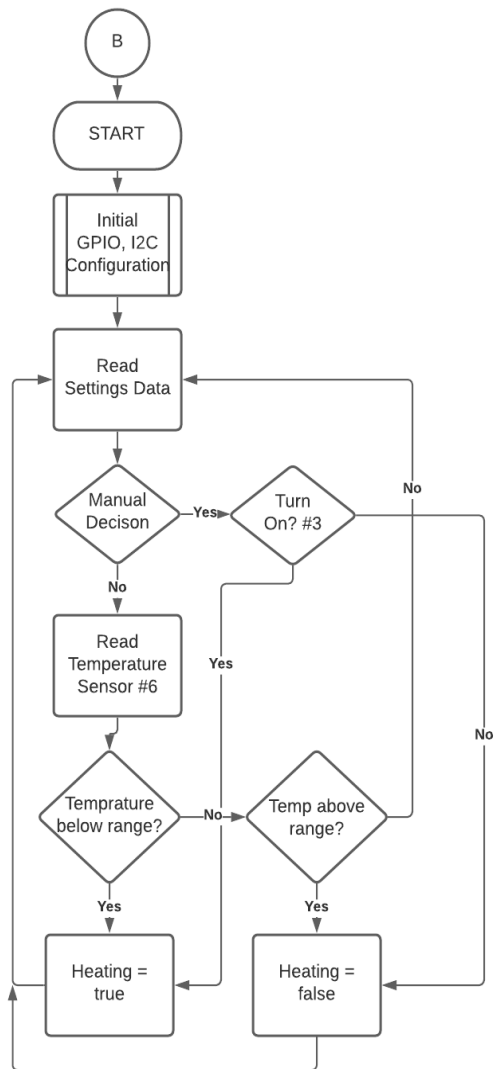 B
START
Initial
GPIO, I2C
Configuration
Read
Settings Data
Manual
Decison
Yes
Turn
On? #3
No
No
Read
Temperature
Sensor #6
Yes
No
Temprature
below range?
No
Temp above
range?
Yes
Yes
Heating =
true
Heating =
false